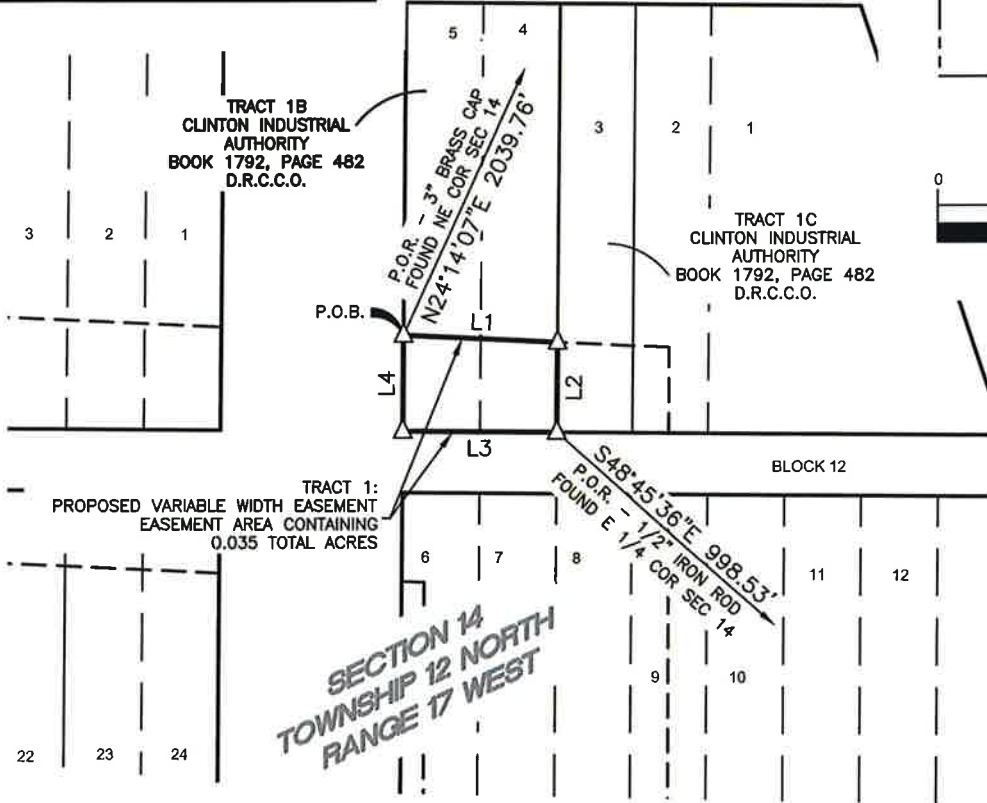 5
4
TRACT 1B
CLINTON INDUSTRIAL
AUTHORITY
BOOK 1792, PAGE 482
D.R.C.C.O.
P.O.R. - 3" BRASS CAP
FOUND NE COR SEC 14
N24°14'07"E 2039.76'
3
2
1
0
3
2
1
TRACT 1C
CLINTON INDUSTRIAL
AUTHORITY
BOOK 1792, PAGE 482
D.R.C.C.O.
P.O.B.
L1
L4
L2
L3
BLOCK 12
S48°45'36"E 998.53'
P.O.R. - 1/2" IRON ROD
FOUND E 1/4 COR SEC 14
TRACT 1:
PROPOSED VARIABLE WIDTH EASEMENT
EASEMENT AREA CONTAINING
0.035 TOTAL ACRES
6
7
8
11
12
SECTION 14
TOWNSHIP 12 NORTH
RANGE 17 WEST
9
10
22
23
24